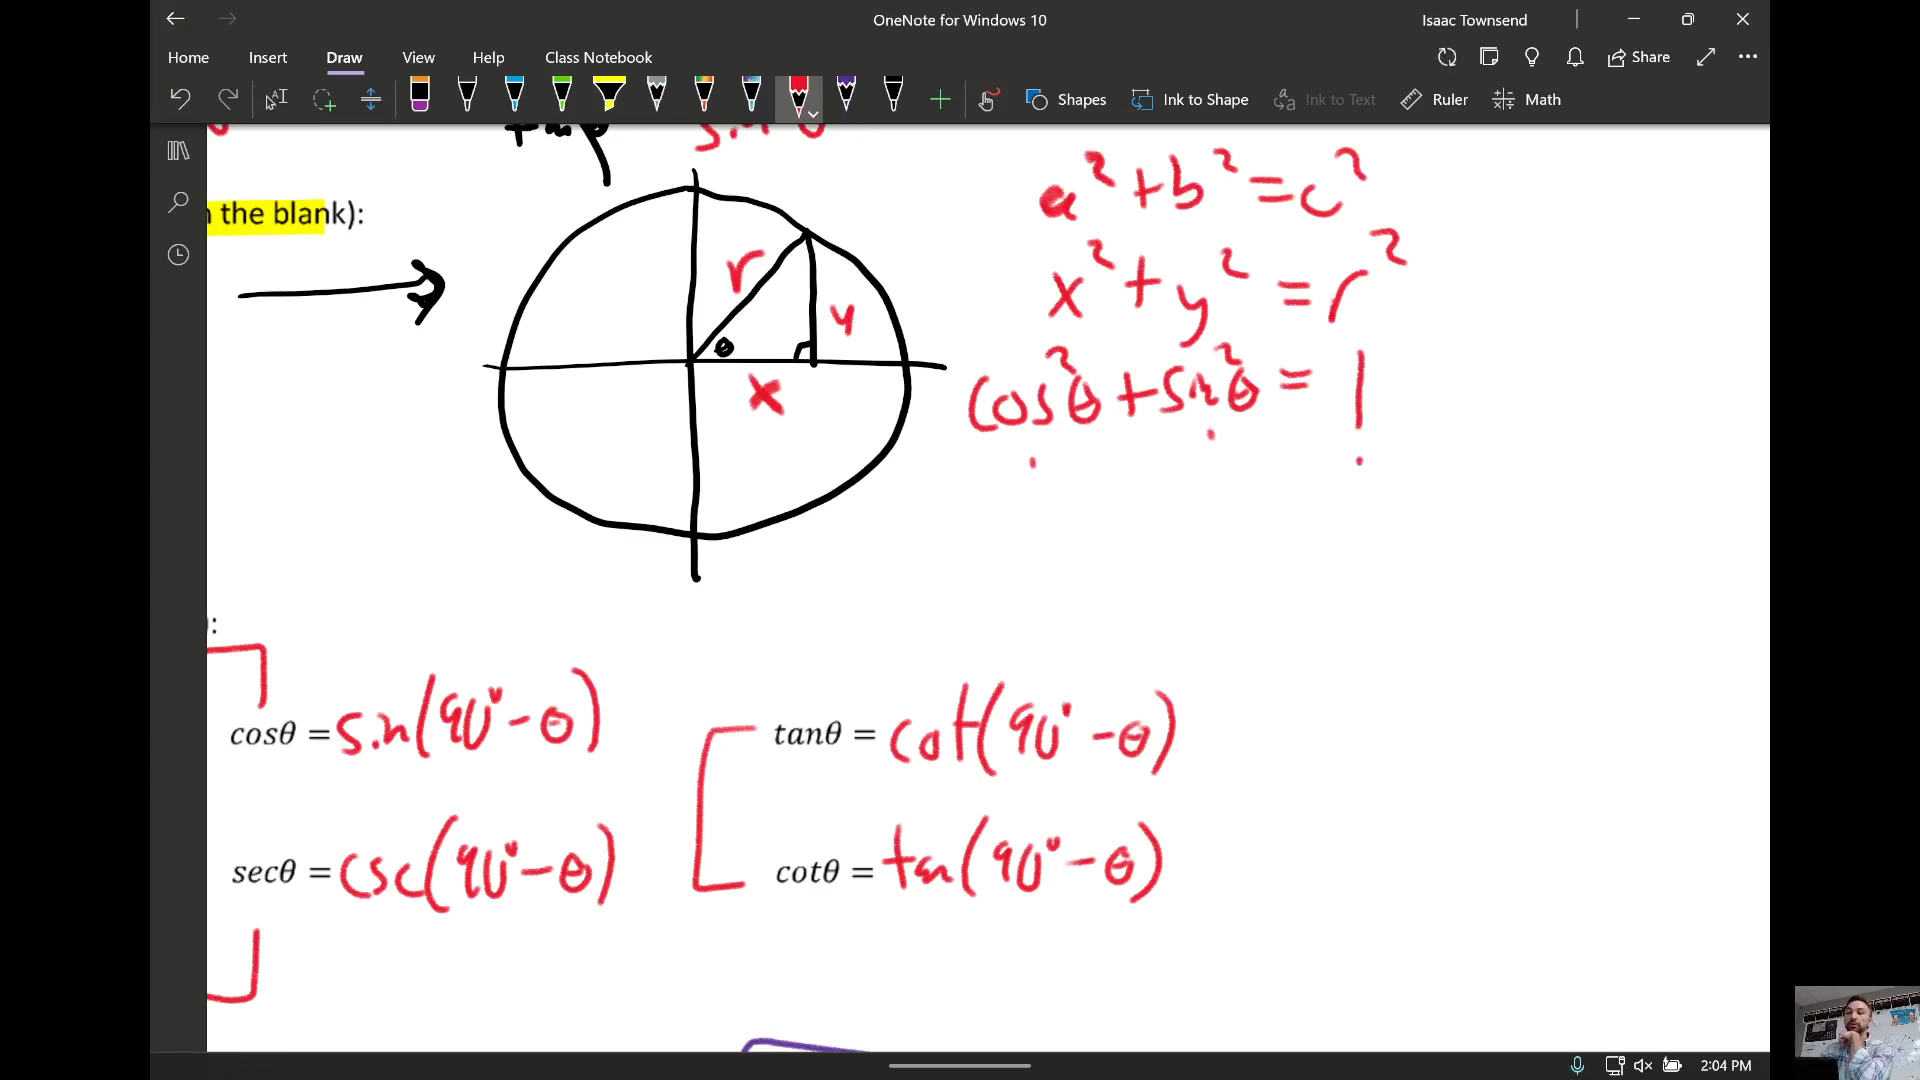 OneNote for Windows 10
Isaac Townsend
Home Insert Draw View Help Class Notebook
Share
Shapes Ink to Shape Ink to Text Ruler Math
tan θ
sin θ
the blank):
a² + b² = c²
x² + y² = r²
cos²θ + sin²θ = 1
r
y
θ
x
:
cosθ = sin(90° - θ)
tanθ = cot(90° - θ)
secθ = csc(90° - θ)
cotθ = tan(90° - θ)
2:04 PM